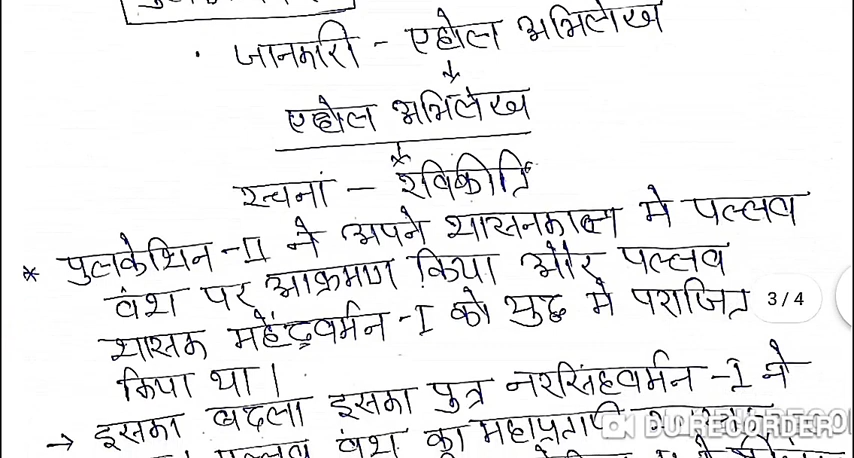 • जानकारी - एहोल अभिलेख
एहोल अभिलेख
रचना - रविकीर्ति
* पुलकेशिन - II ने अपने शासनकाल मे पल्लव
वंश पर आक्रमण किया और पल्लव
शासक महेंद्रवर्मन - I को युद्ध मे पराजित
3/4
किया था।
→ इसका बदला इसका पुत्र नरसिंहवर्मन - I ने
पल्लव वंश का महाप्रतापी
DU RECORDER